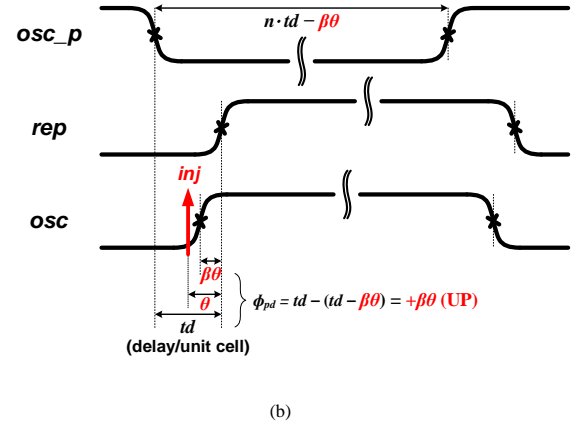 n·td – βθ
osc_p
rep
inj
osc
βθ
θ
ϕpd = td – (td – βθ) = +βθ (UP)
td
(delay/unit cell)
(b)